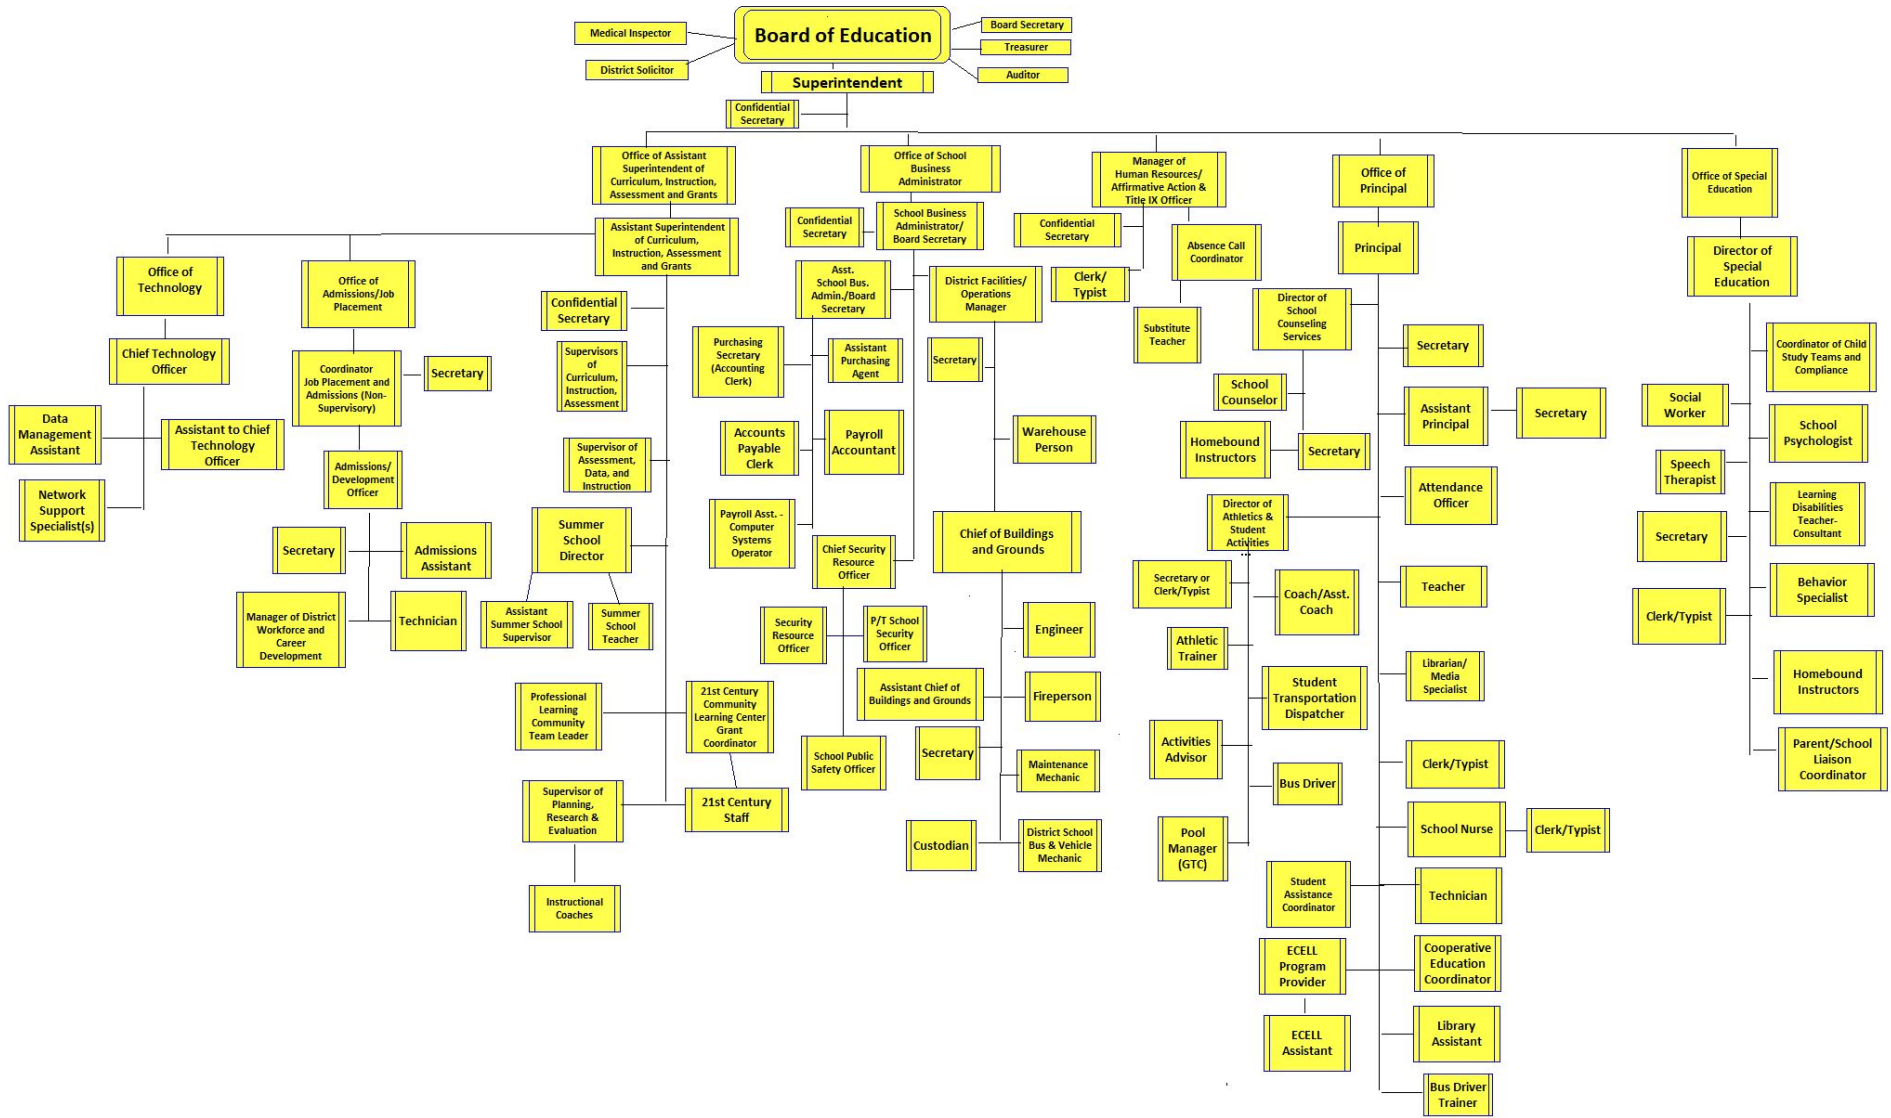 Board of Education
Medical Inspector
District Solicitor
Board Secretary
Treasurer
Auditor
Superintendent
Confidential
Secretary
Office of Assistant
Superintendent of
Curriculum, Instruction,
Assessment and Grants
Assistant Superintendent
of Curriculum,
Instruction, Assessment
and Grants
Office of
Technology
Chief Technology
Officer
Data
Management
Assistant
Assistant to Chief
Technology
Officer
Network
Support
Specialist(s)
Office of
Admissions/Job
Placement
Coordinator
Job Placement and
Admissions (Non-
Supervisory)
Secretary
Admissions/
Development
Officer
Secretary
Admissions
Assistant
Manager of District
Workforce and
Career
Development
Technician
Confidential
Secretary
Supervisors
of
Curriculum,
Instruction,
Assessment
Supervisor of
Assessment,
Data, and
Instruction
Summer
School
Director
Assistant
Summer School
Supervisor
Summer
School
Teacher
Professional
Learning
Community
Team Leader
21st Century
Community
Learning Center
Grant
Coordinator
Supervisor of
Planning,
Research &
Evaluation
21st Century
Staff
Instructional
Coaches
Office of School
Business
Administrator
Confidential
Secretary
School Business
Administrator/
Board Secretary
Asst.
School Bus.
Admin./Board
Secretary
District Facilities/
Operations
Manager
Purchasing
Secretary
(Accounting
Clerk)
Assistant
Purchasing
Agent
Accounts
Payable
Clerk
Payroll
Accountant
Payroll Asst. -
Computer
Systems
Operator
Chief Security
Resource
Officer
Security
Resource
Officer
P/T School
Security
Officer
School Public
Safety Officer
Secretary
Warehouse
Person
Chief of Buildings
and Grounds
Engineer
Assistant Chief of
Buildings and Grounds
Fireperson
Secretary
Maintenance
Mechanic
Custodian
District School
Bus & Vehicle
Mechanic
Manager of
Human Resources/
Affirmative Action &
Title IX Officer
Confidential
Secretary
Clerk/
Typist
Absence Call
Coordinator
Substitute
Teacher
Office of
Principal
Principal
Director of
School
Counseling
Services
School
Counselor
Homebound
Instructors
Secretary
Secretary
Assistant
Principal
Secretary
Attendance
Officer
Director of
Athletics &
Student
Activities
...
Secretary or
Clerk/Typist
Coach/Asst.
Coach
Athletic
Trainer
Student
Transportation
Dispatcher
Activities
Advisor
Bus Driver
Pool
Manager
(GTC)
Teacher
Librarian/
Media
Specialist
Clerk/Typist
School Nurse
Clerk/Typist
Student
Assistance
Coordinator
Technician
ECELL
Program
Provider
Cooperative
Education
Coordinator
ECELL
Assistant
Library
Assistant
Bus Driver
Trainer
Office of Special
Education
Director of
Special
Education
Coordinator of Child
Study Teams and
Compliance
Social
Worker
School
Psychologist
Speech
Therapist
Learning
Disabilities
Teacher-
Consultant
Secretary
Behavior
Specialist
Clerk/Typist
Homebound
Instructors
Parent/School
Liaison
Coordinator